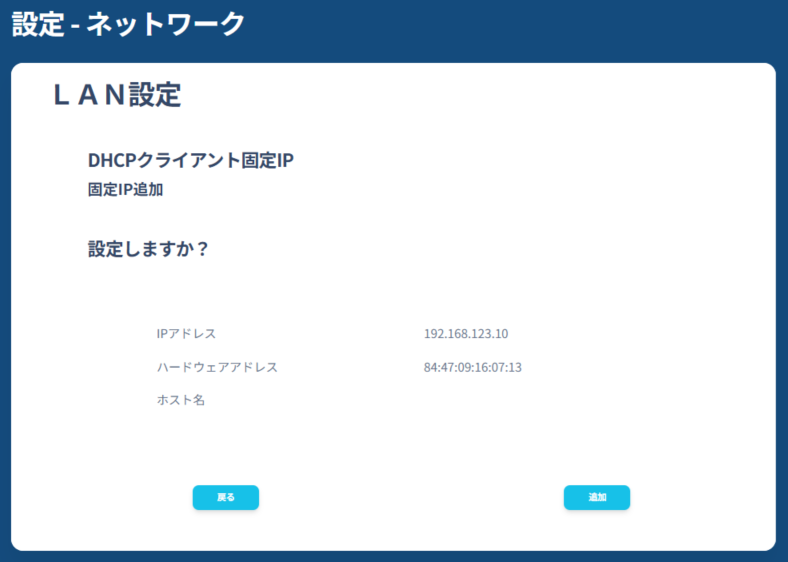 設定 - ネットワーク
ＬＡＮ設定
DHCPクライアント固定IP
固定IP追加
設定しますか？
IPアドレス 192.168.123.10
ハードウェアアドレス 84:47:09:16:07:13
ホスト名
戻る 追加